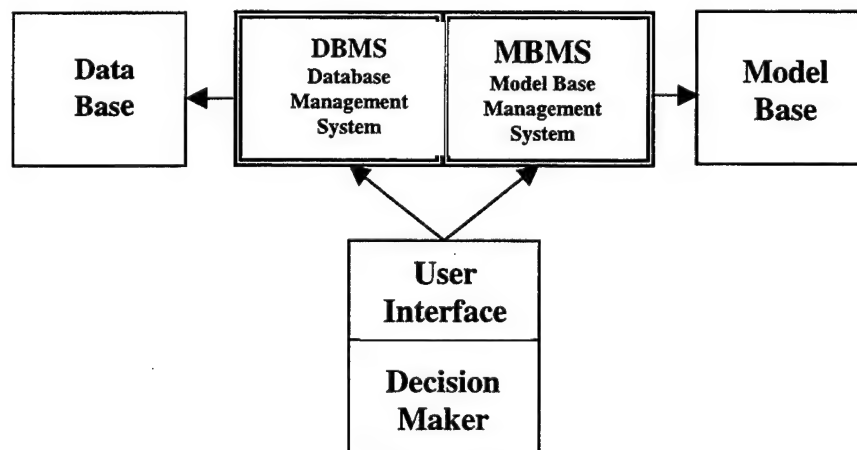 Data
Base
DBMS
Database
Management
System
MBMS
Model Base
Management
System
Model
Base
User
Interface
Decision
Maker